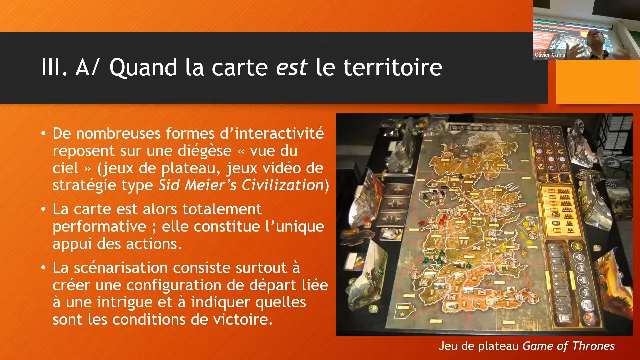 III. A/ Quand la carte est le territoire
• De nombreuses formes d'interactivité
reposent sur une diégèse « vue du
ciel » (jeux de plateau, jeux vidéo de
stratégie type Sid Meier's Civilization)
• La carte est alors totalement
performative ; elle constitue l'unique
appui des actions.
• La scénarisation consiste surtout à
créer une configuration de départ liée
à une intrigue et à indiquer quelles
sont les conditions de victoire.
Jeu de plateau Game of Thrones